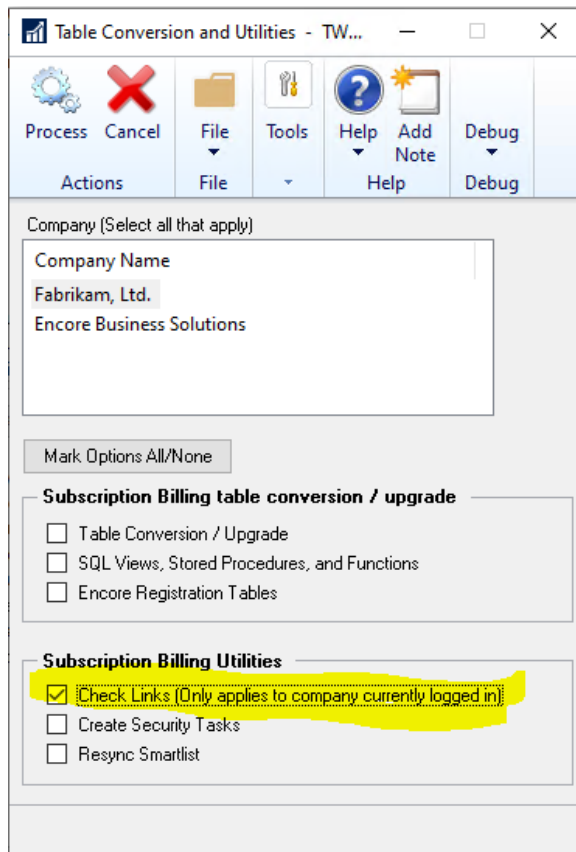 Table Conversion and Utilities - TW...
Process Cancel File Tools Help Add Note Debug
Actions File Help Debug
Company (Select all that apply)
Company Name
Fabrikam, Ltd.
Encore Business Solutions
Mark Options All/None
Subscription Billing table conversion / upgrade
Table Conversion / Upgrade
SQL Views, Stored Procedures, and Functions
Encore Registration Tables
Subscription Billing Utilities
Check Links (Only applies to company currently logged in)
Create Security Tasks
Resync Smartlist